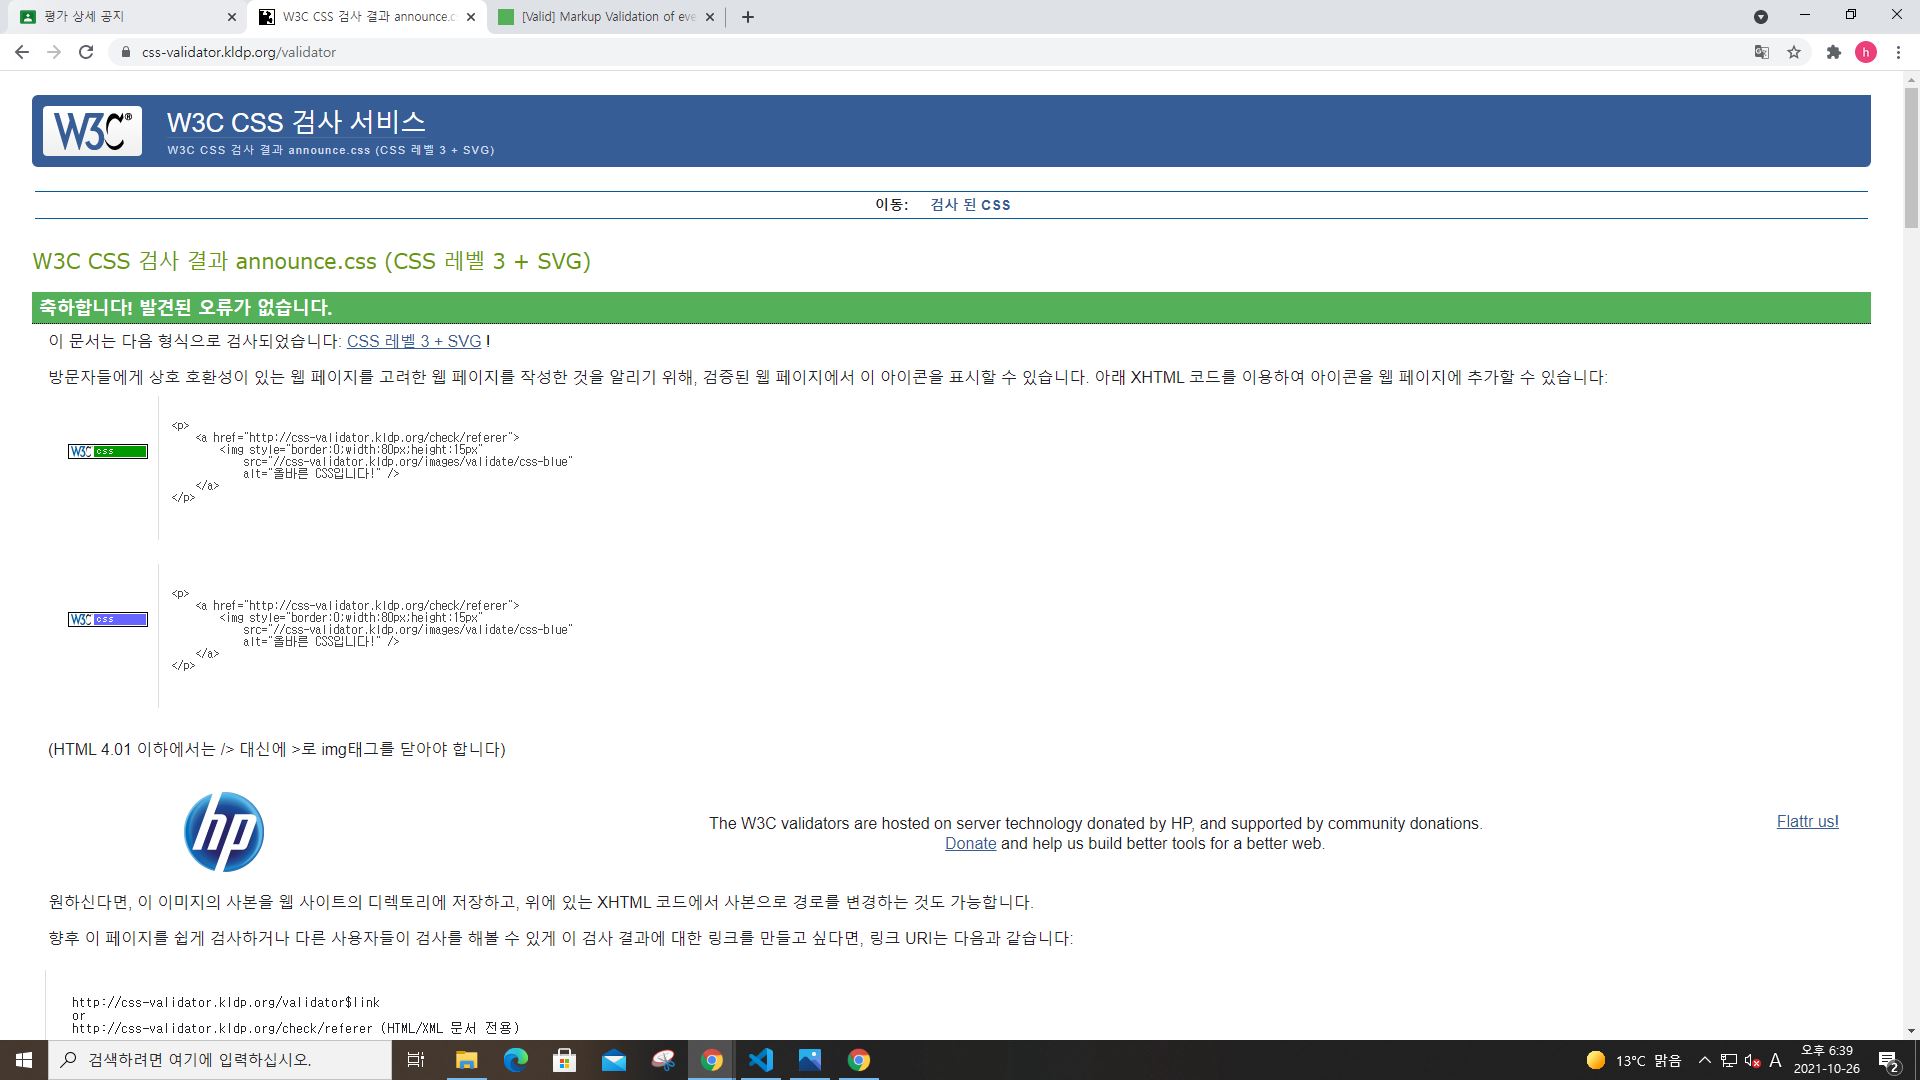 평가 상세 공지
W3C CSS 검사 결과 announce.cs
[Valid] Markup Validation of eve
css-validator.kldp.org/validator
h
W3C®
W3C CSS 검사 서비스
W3C CSS 검사 결과 announce.css (CSS 레벨 3 + SVG)
이동: 검사 된 CSS
W3C CSS 검사 결과 announce.css (CSS 레벨 3 + SVG)
축하합니다! 발견된 오류가 없습니다.
이 문서는 다음 형식으로 검사되었습니다: CSS 레벨 3 + SVG !
방문자들에게 상호 호환성이 있는 웹 페이지를 고려한 웹 페이지를 작성한 것을 알리기 위해, 검증된 웹 페이지에서 이 아이콘을 표시할 수 있습니다. 아래 XHTML 코드를 이용하여 아이콘을 웹 페이지에 추가할 수 있습니다:
W3C css
<p>
<a href="http://css-validator.kldp.org/check/referer">
<img style="border:0;width:80px;height:15px"
src="//css-validator.kldp.org/images/validate/css-blue"
alt="올바른 CSS입니다!" />
</a>
</p>
W3C css
<p>
<a href="http://css-validator.kldp.org/check/referer">
<img style="border:0;width:80px;height:15px"
src="//css-validator.kldp.org/images/validate/css-blue"
alt="올바른 CSS입니다!" />
</a>
</p>
(HTML 4.01 이하에서는 /> 대신에 >로 img태그를 닫아야 합니다)
hp
The W3C validators are hosted on server technology donated by HP, and supported by community donations.
Donate and help us build better tools for a better web.
Flattr us!
원하신다면, 이 이미지의 사본을 웹 사이트의 디렉토리에 저장하고, 위에 있는 XHTML 코드에서 사본으로 경로를 변경하는 것도 가능합니다.
향후 이 페이지를 쉽게 검사하거나 다른 사용자들이 검사를 해볼 수 있게 이 검사 결과에 대한 링크를 만들고 싶다면, 링크 URI는 다음과 같습니다:
http://css-validator.kldp.org/validator$link
or
http://css-validator.kldp.org/check/referer (HTML/XML 문서 전용)
검색하려면 여기에 입력하십시오.
13°C 맑음
A
오후 6:39
2021-10-26
2